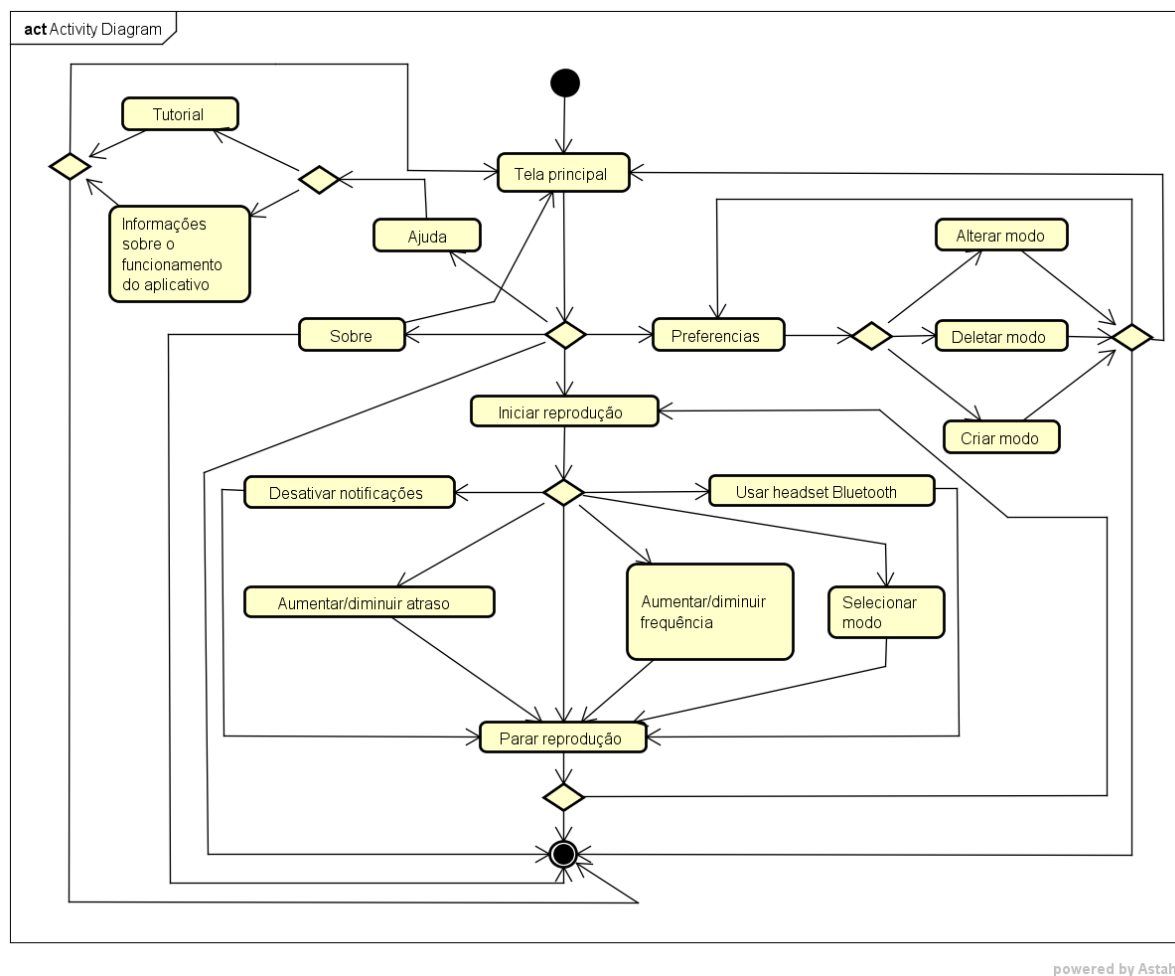 act Activity Diagram
Tutorial
Tela principal
Informações
sobre o
funcionamento
do aplicativo
Ajuda
Alterar modo
Sobre
Preferencias
Deletar modo
Iniciar reprodução
Criar modo
Desativar notificações
Usar headset Bluetooth
Aumentar/diminuir atraso
Aumentar/diminuir
frequência
Selecionar
modo
Parar reprodução
powered by Astah